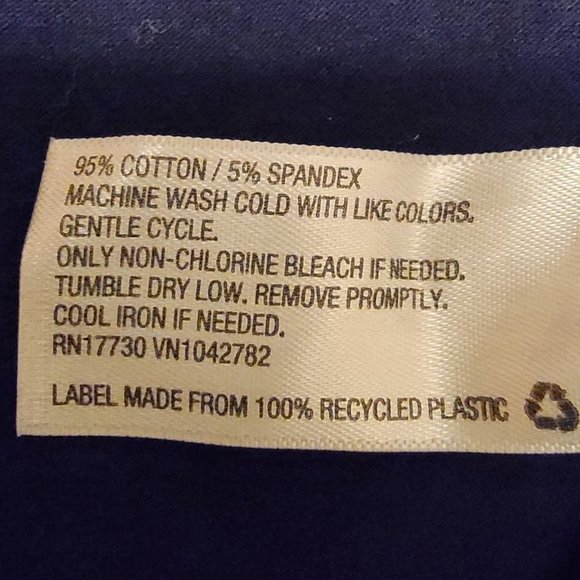 95% COTTON / 5% SPANDEX
MACHINE WASH COLD WITH LIKE COLORS.
GENTLE CYCLE.
ONLY NON-CHLORINE BLEACH IF NEEDED.
TUMBLE DRY LOW. REMOVE PROMPTLY.
COOL IRON IF NEEDED.
RN17730 VN1042782
LABEL MADE FROM 100% RECYCLED PLASTIC